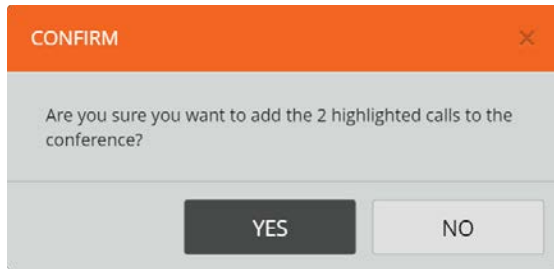 CONFIRM
Are you sure you want to add the 2 highlighted calls to the
conference?
YES
NO